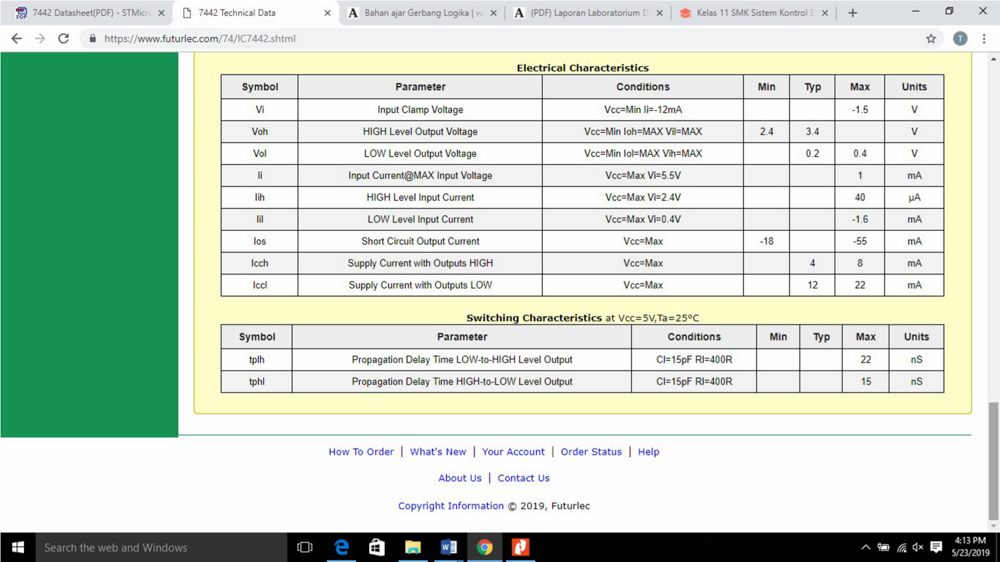 7442 Datasheet(PDF) - STMicro
7442 Technical Data
Bahan ajar Gerbang Logika | w
(PDF) Laporan Laboratorium D
Kelas 11 SMK Sistem Kontrol E
https://www.futurlec.com/74/IC7442.shtml
T
Electrical Characteristics
Symbol Parameter Conditions Min Typ Max Units
Vi Input Clamp Voltage Vcc=Min Ii=-12mA -1.5 V
Voh HIGH Level Output Voltage Vcc=Min Ioh=MAX Vil=MAX 2.4 3.4 V
Vol LOW Level Output Voltage Vcc=Min Iol=MAX Vih=MAX 0.2 0.4 V
Ii Input Current@MAX Input Voltage Vcc=Max Vi=5.5V 1 mA
Iih HIGH Level Input Current Vcc=Max Vi=2.4V 40 µA
Iil LOW Level Input Current Vcc=Max Vi=0.4V -1.6 mA
Ios Short Circuit Output Current Vcc=Max -18 -55 mA
Icch Supply Current with Outputs HIGH Vcc=Max 4 8 mA
Iccl Supply Current with Outputs LOW Vcc=Max 12 22 mA
Switching Characteristics at Vcc=5V,Ta=25ºC
Symbol Parameter Conditions Min Typ Max Units
tplh Propagation Delay Time LOW-to-HIGH Level Output Cl=15pF Rl=400R 22 nS
tphl Propagation Delay Time HIGH-to-LOW Level Output Cl=15pF Rl=400R 15 nS
How To Order | What's New | Your Account | Order Status | Help
About Us | Contact Us
Copyright Information © 2019, Futurlec
Search the web and Windows
4:13 PM
5/23/2019